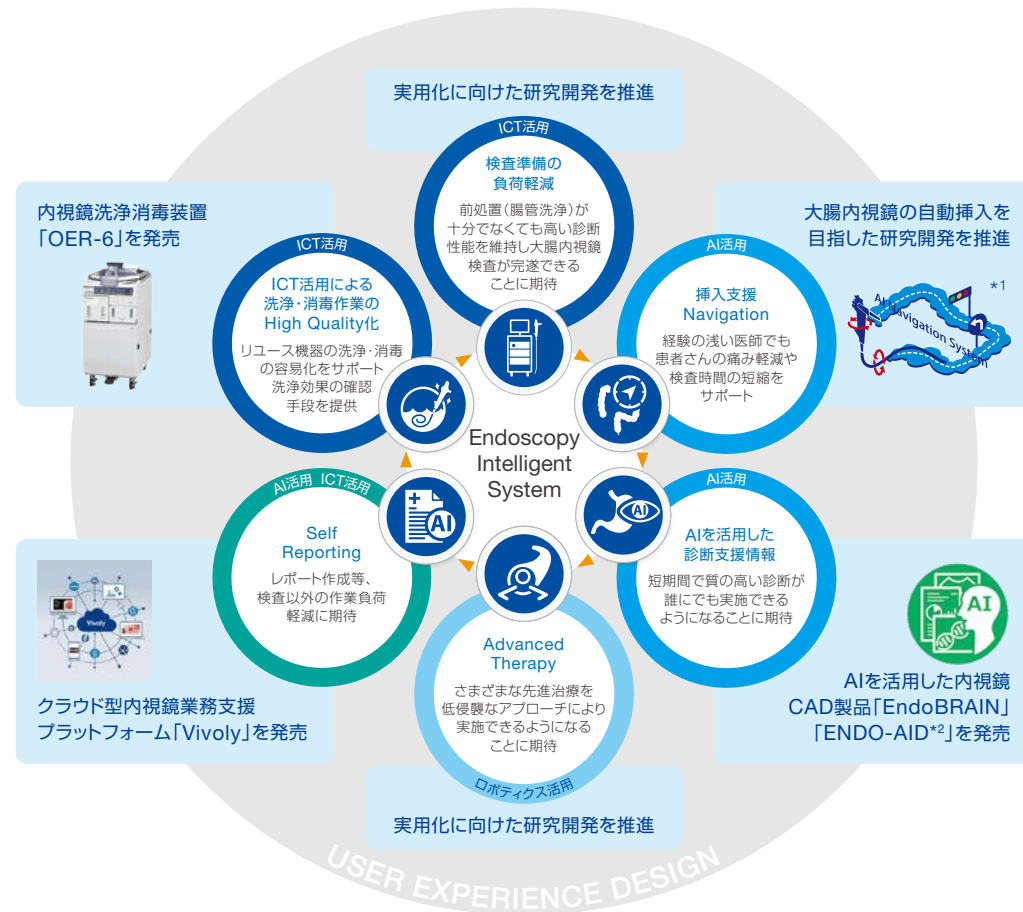 実用化に向けた研究開発を推進
ICT活用
検査準備の
負荷軽減
前処置(腸管洗浄)が
十分でなくても高い診断
性能を維持し大腸内視鏡
検査が完遂できる
ことに期待
大腸内視鏡の自動挿入を
目指した研究開発を推進
*1
AI Navigation System
AI活用
挿入支援
Navigation
経験の浅い医師でも
患者さんの痛み軽減や
検査時間の短縮を
サポート
AI活用
AIを活用した
診断支援情報
短期間で質の高い診断が
誰にでも実施できる
ようになることに期待
AI
AI
AIを活用した内視鏡
CAD製品「EndoBRAIN」
「ENDO-AID*2」を発売
Advanced
Therapy
さまざまな先進治療を
低侵襲なアプローチにより
実施できるようになる
ことに期待
ロボティクス活用
実用化に向けた研究開発を推進
AI活用 ICT活用
Self
Reporting
レポート作成等、
検査以外の作業負荷
軽減に期待
AI
Vivoly
クラウド型内視鏡業務支援
プラットフォーム「Vivoly」を発売
内視鏡洗浄消毒装置
「OER-6」を発売
ICT活用
ICT活用による
洗浄・消毒作業の
High Quality化
リユース機器の洗浄・消毒
の容易化をサポート
洗浄効果の確認
手段を提供
Endoscopy
Intelligent
System
USER EXPERIENCE DESIGN